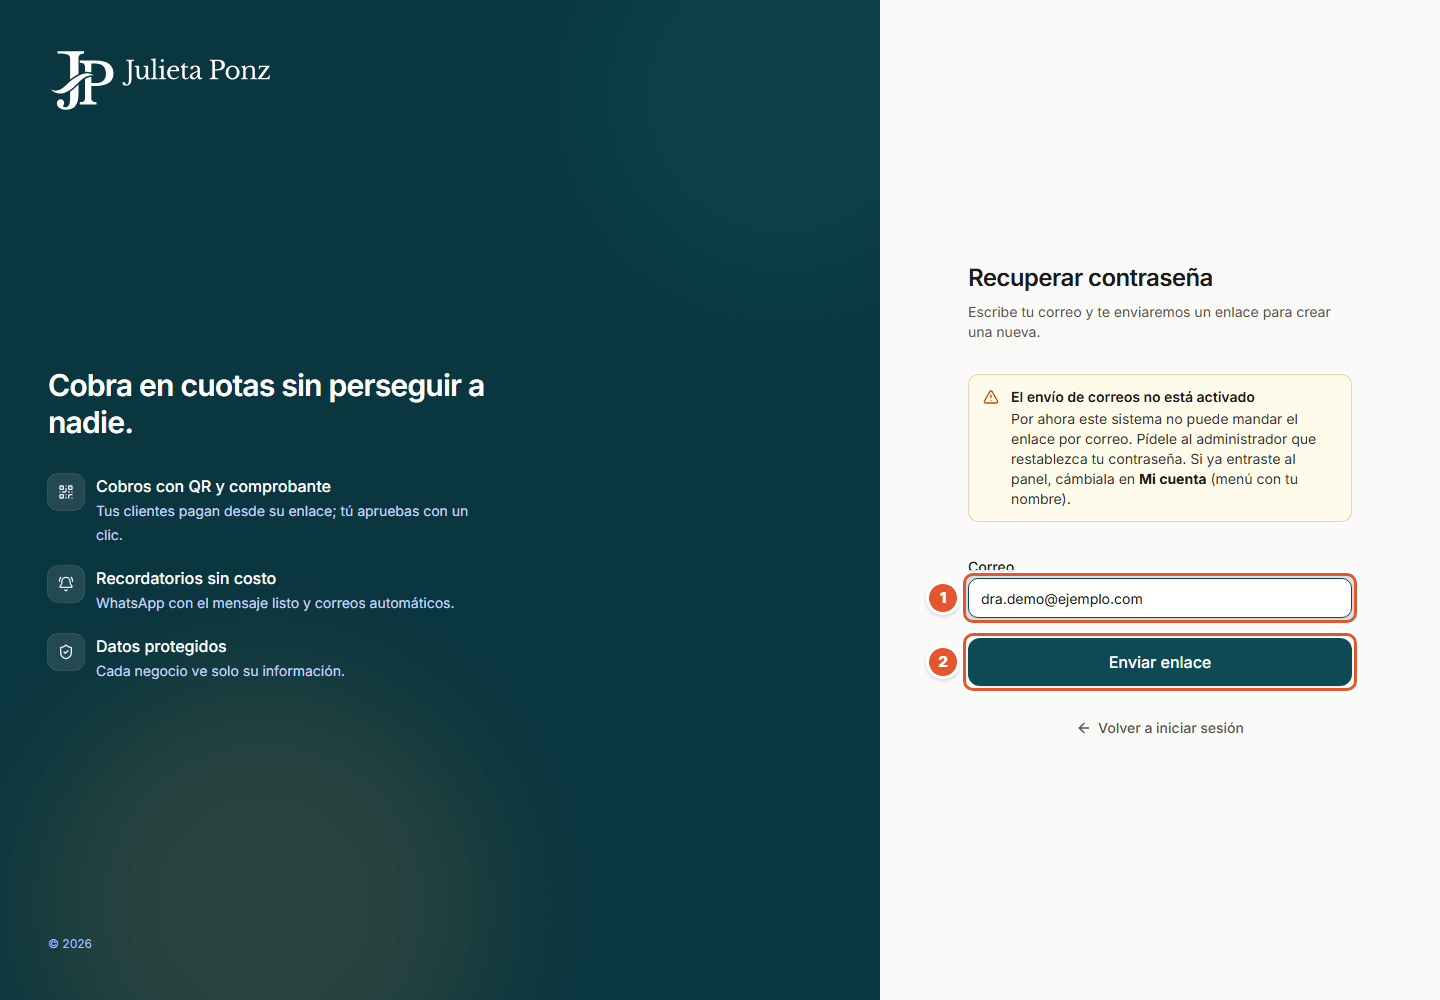 JP Julieta Ponz
Cobra en cuotas sin perseguir a
nadie.
Cobros con QR y comprobante
Tus clientes pagan desde su enlace; tú apruebas con un
clic.
Recordatorios sin costo
WhatsApp con el mensaje listo y correos automáticos.
Datos protegidos
Cada negocio ve solo su información.
© 2026
Recuperar contraseña
Escribe tu correo y te enviaremos un enlace para crear
una nueva.
El envío de correos no está activado
Por ahora este sistema no puede mandar el
enlace por correo. Pídele al administrador que
restablezca tu contraseña. Si ya entraste al
panel, cámbiala en Mi cuenta (menú con tu
nombre).
Correo
1 dra.demo@ejemplo.com
2 Enviar enlace
← Volver a iniciar sesión